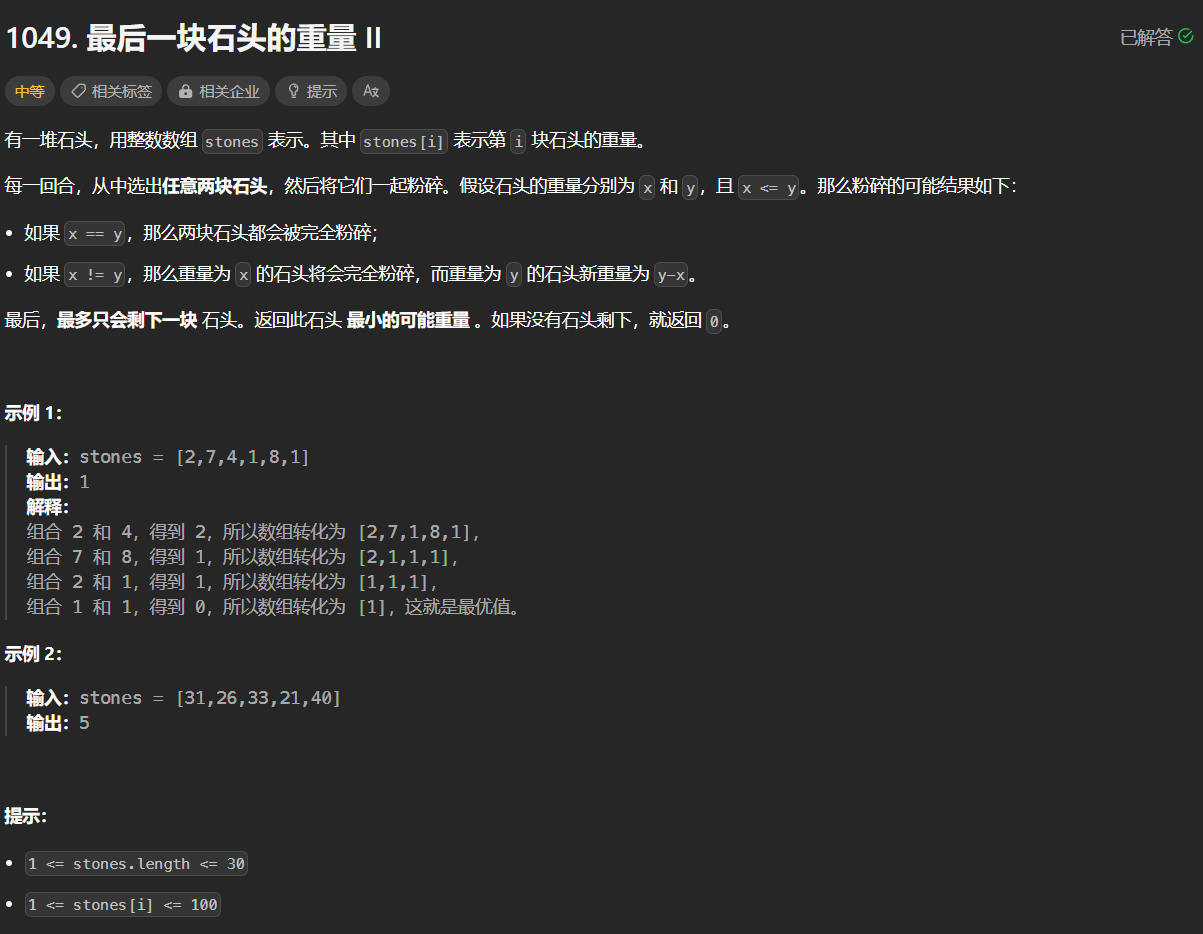 1049. 最后一块石头的重量 II
已解答
中等 相关标签 相关企业 提示 Aあ
有一堆石头，用整数数组 stones 表示。其中 stones[i] 表示第 i 块石头的重量。
每一回合，从中选出任意两块石头，然后将它们一起粉碎。假设石头的重量分别为 x 和 y，且 x <= y。那么粉碎的可能结果如下：
• 如果 x == y，那么两块石头都会被完全粉碎；
• 如果 x != y，那么重量为 x 的石头将会完全粉碎，而重量为 y 的石头新重量为 y-x。
最后，最多只会剩下一块 石头。返回此石头 最小的可能重量 。如果没有石头剩下，就返回 0。
示例 1：
输入：stones = [2,7,4,1,8,1]
输出：1
解释：
组合 2 和 4，得到 2，所以数组转化为 [2,7,1,8,1]，
组合 7 和 8，得到 1，所以数组转化为 [2,1,1,1]，
组合 2 和 1，得到 1，所以数组转化为 [1,1,1]，
组合 1 和 1，得到 0，所以数组转化为 [1]，这就是最优值。
示例 2：
输入：stones = [31,26,33,21,40]
输出：5
提示：
• 1 <= stones.length <= 30
• 1 <= stones[i] <= 100